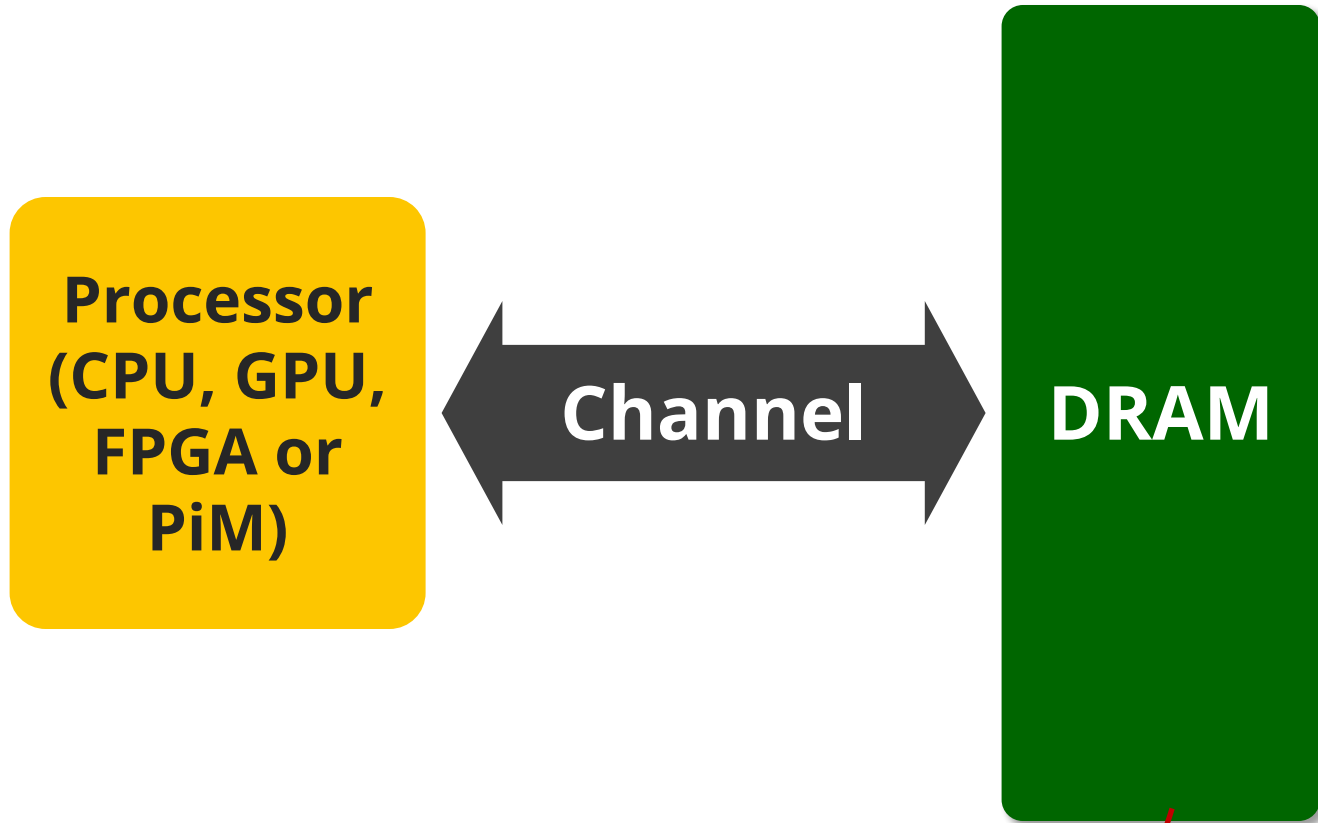 Processor
(CPU, GPU,
FPGA or
PiM)
Channel
DRAM